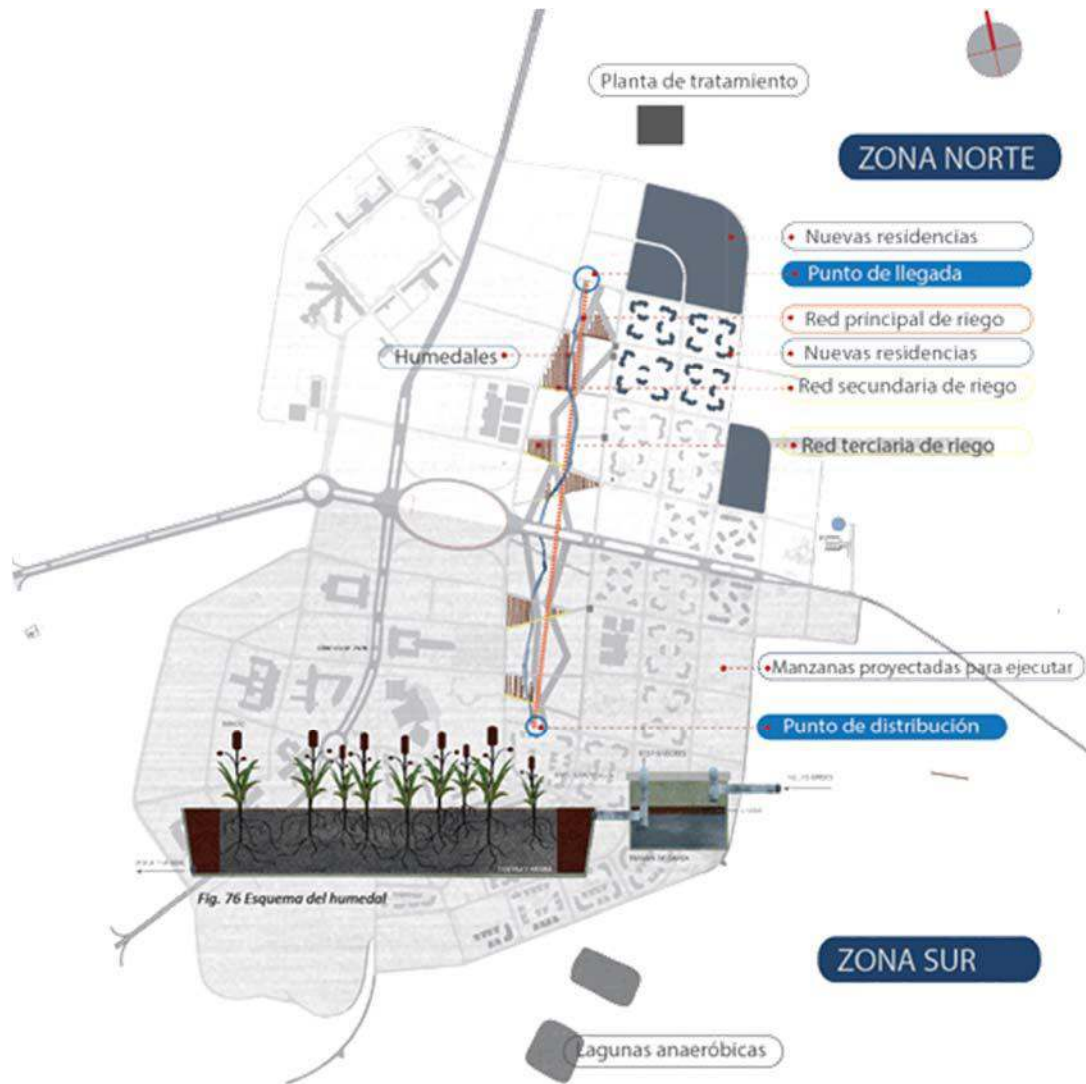 Planta de tratamiento
ZONA NORTE
Nuevas residencias
Punto de llegada
Red principal de riego
Humedales
Nuevas residencias
Red secundaria de riego
Red terciaria de riego
Manzanas proyectadas para ejecutar
Punto de distribución
Fig. 76 Esquema del humedal
ZONA SUR
Lagunas anaeróbicas